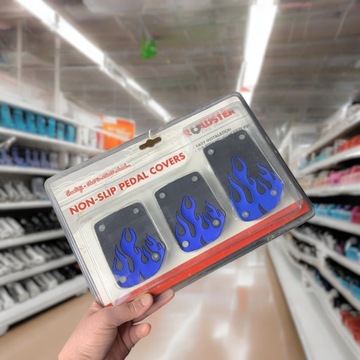 ROADSTER
EASY INSTALLATION
NON-SLIP PEDAL COVERS